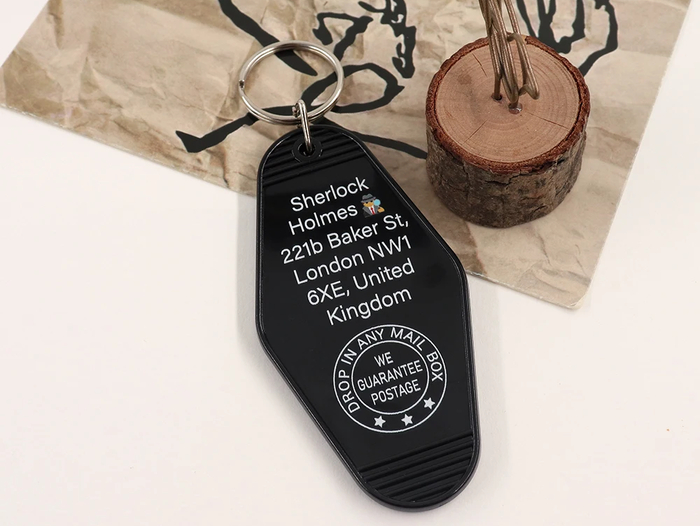 Sherlock
Holmes 🕵️
221b Baker St,
London NW1
6XE, United
Kingdom
DROP IN ANY MAIL BOX
WE
GUARANTEE
POSTAGE